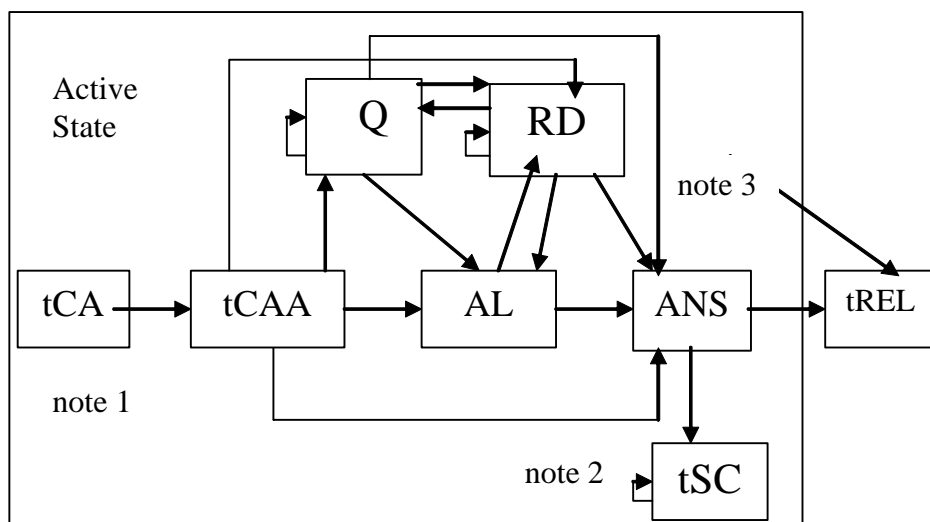 Active
State
Q
RD
note 3
tCA
tCAA
AL
ANS
tREL
note 1
note 2
tSC